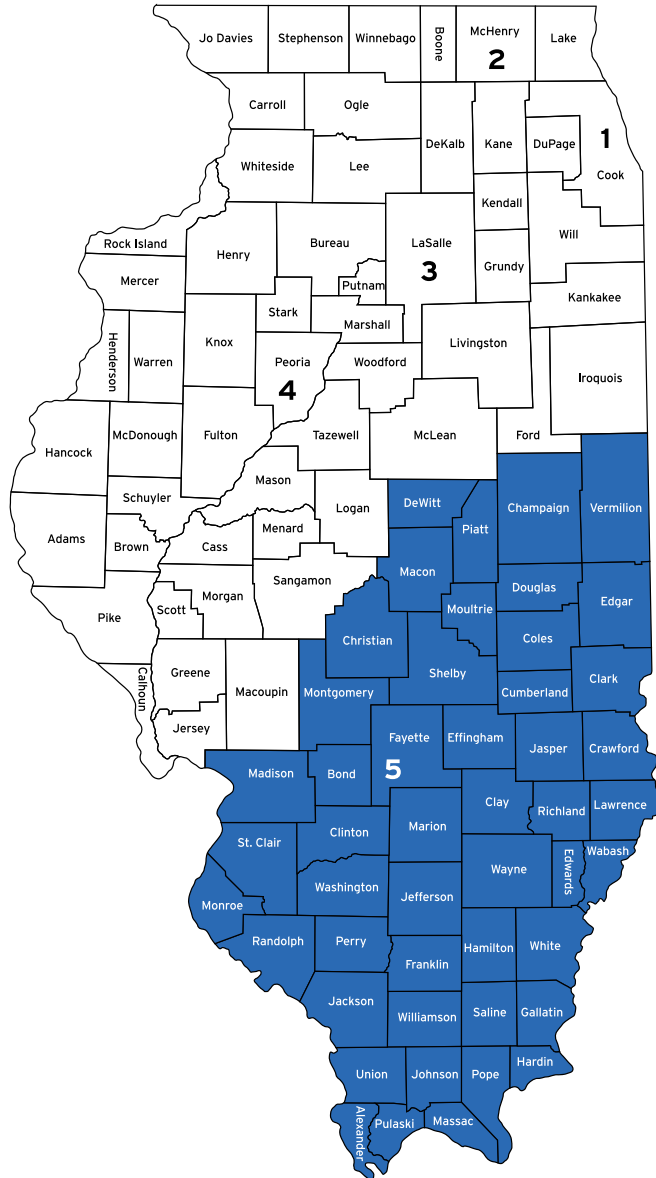 Jo Davies
Stephenson
Winnebago
Boone
McHenry
2
Lake
Carroll
Ogle
DeKalb
Kane
DuPage
1
Cook
Whiteside
Lee
Kendall
Will
Rock Island
Henry
Bureau
LaSalle
3
Grundy
Mercer
Putnam
Kankakee
Stark
Marshall
Henderson
Warren
Knox
Peoria
4
Woodford
Livingston
Iroquois
Hancock
McDonough
Fulton
Tazewell
McLean
Ford
Mason
Schuyler
Logan
DeWitt
Piatt
Champaign
Vermilion
Adams
Brown
Cass
Menard
Macon
Sangamon
Douglas
Edgar
Pike
Scott
Morgan
Moultrie
Christian
Coles
Shelby
Greene
Calhoun
Macoupin
Montgomery
Cumberland
Clark
Jersey
Fayette
5
Effingham
Jasper
Crawford
Madison
Bond
Clay
Richland
Lawrence
Clinton
Marion
St. Clair
Wayne
Edwards
Wabash
Washington
Jefferson
Monroe
Randolph
Perry
Hamilton
White
Franklin
Jackson
Williamson
Saline
Gallatin
Union
Johnson
Pope
Hardin
Alexander
Pulaski
Massac